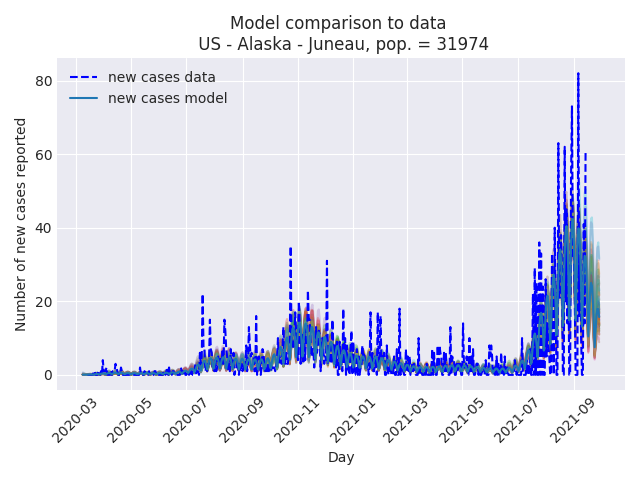 Model comparison to data
US - Alaska - Juneau, pop. = 31974
new cases data
new cases model
Number of new cases reported
80
60
40
20
0
2020-03
2020-05
2020-07
2020-09
2020-11
2021-01
2021-03
2021-05
2021-07
2021-09
Day